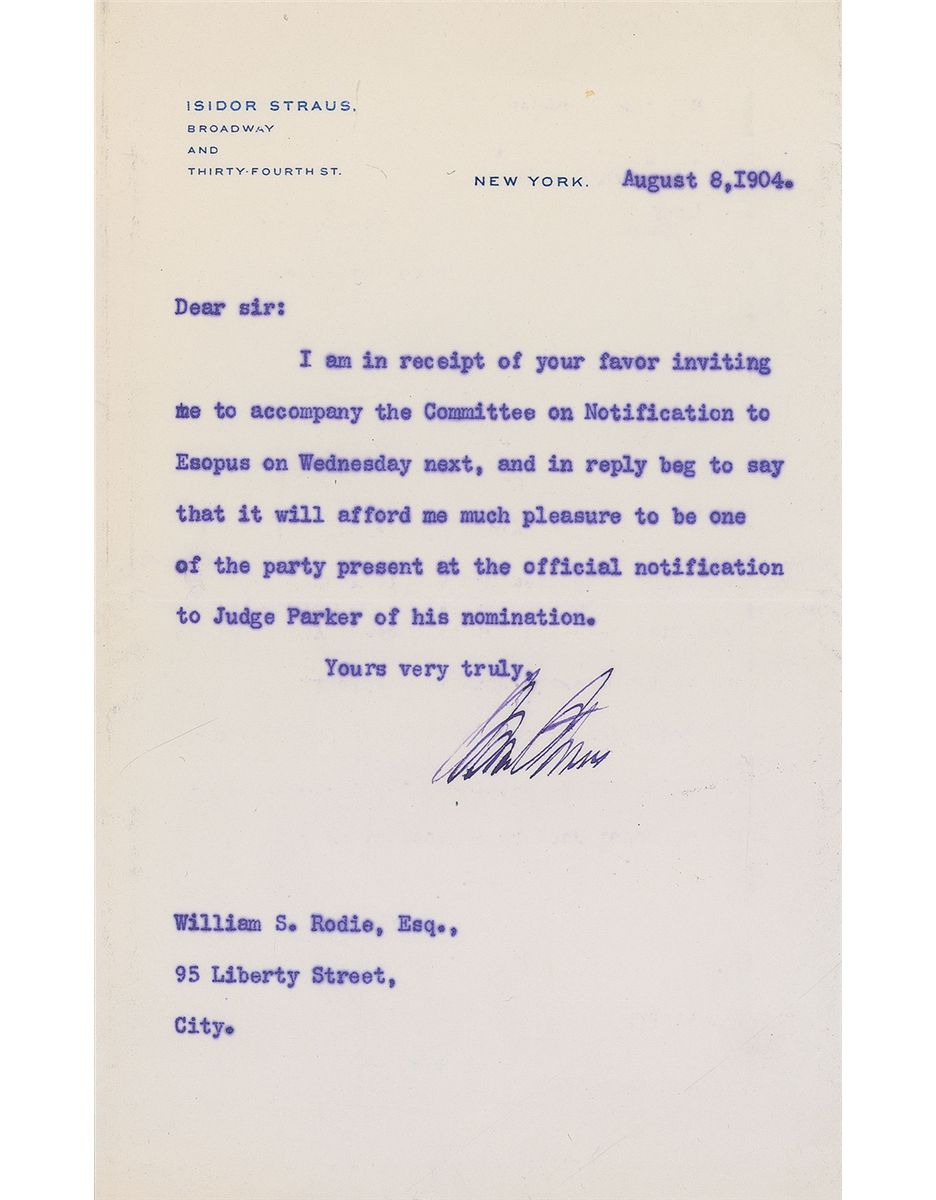 ISIDOR STRAUS,
BROADWAY
AND
THIRTY-FOURTH ST.
NEW YORK. August 8,1904.
Dear sir:
I am in receipt of your favor inviting
me to accompany the Committee on Notification to
Esopus on Wednesday next, and in reply beg to say
that it will afford me much pleasure to be one
of the party present at the official notification
to Judge Parker of his nomination.
Yours very truly,
Isidor Straus
William S. Rodie, Esq.,
95 Liberty Street,
City.